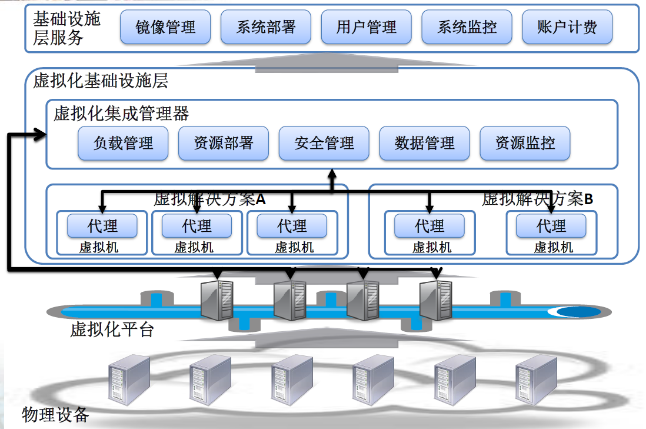 基础设施
层服务
镜像管理
系统部署
用户管理
系统监控
账户计费
虚拟化基础设施层
虚拟化集成管理器
负载管理
资源部署
安全管理
数据管理
资源监控
虚拟解决方案A
虚拟解决方案B
代理
代理
代理
代理
代理
虚拟机
虚拟机
虚拟机
虚拟机
虚拟机
虚拟化平台
物理设备